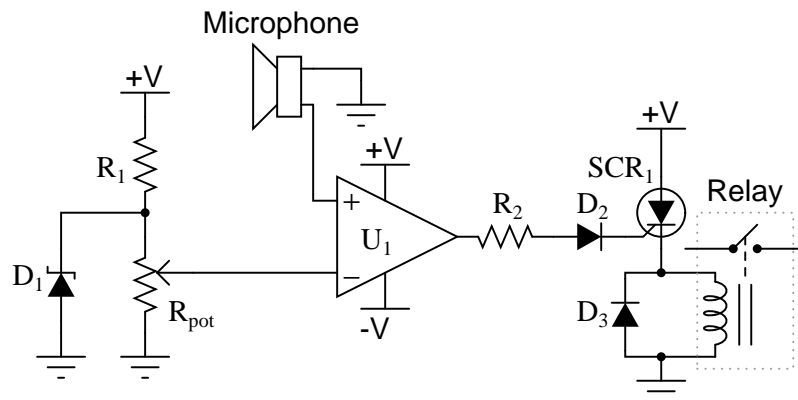 Microphone
+V
+V
+V
R1
SCR1
Relay
R2
D2
+
U1
−
D1
Rpot
D3
-V